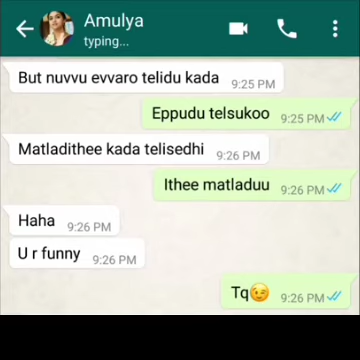 Amulya
typing...
But nuvvu evvaro telidu kada
9:25 PM
Eppudu telsukoo
9:25 PM
Matladithee kada telisedhi
9:26 PM
Ithee matladuu
9:26 PM
Haha
9:26 PM
U r funny
9:26 PM
Tq😉
9:26 PM